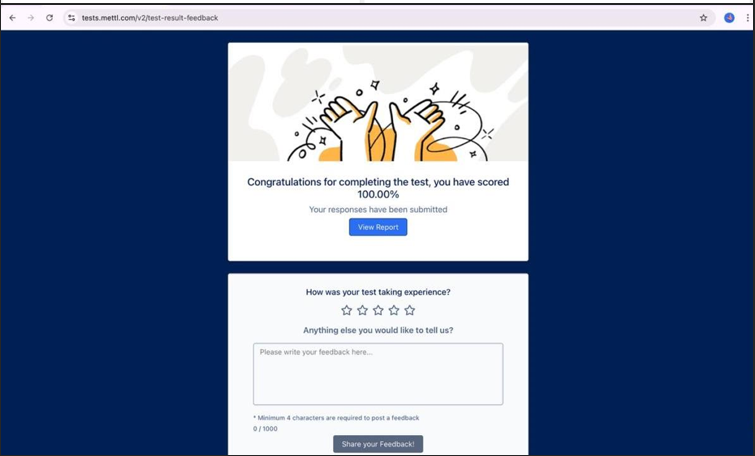 tests.mettl.com/v2/test-result-feedback
Congratulations for completing the test, you have scored
100.00%
Your responses have been submitted
View Report
How was your test taking experience?
Anything else you would like to tell us?
Please write your feedback here...
* Minimum 4 characters are required to post a feedback
0 / 1000
Share your Feedback!